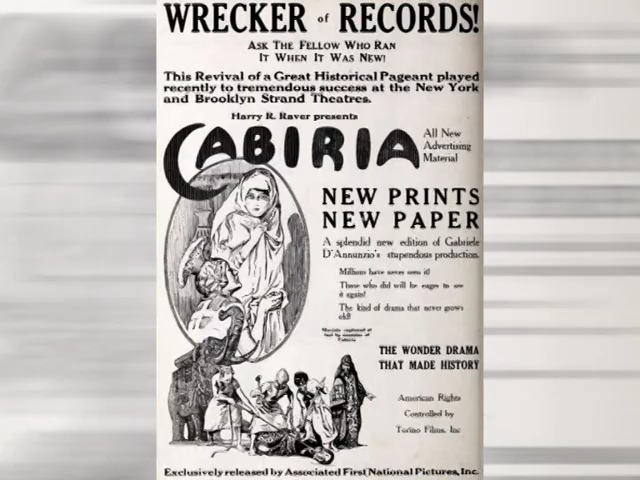 WRECKER of RECORDS!
ASK THE FELLOW WHO RAN
IT WHEN IT WAS NEW!
This Revival of a Great Historical Pageant played
recently to tremendous success at the New York
and Brooklyn Strand Theatres.
Harry R. Raver presents
CABIRIA
All New
Advertising
Material
NEW PRINTS
NEW PAPER
A splendid new edition of Gabriele
D'Annunzio's stupendous production.
Millions have never seen it!
Those who did will be eager to see
it again!
The kind of drama that never grows
old!
Cabiria
THE WONDER DRAMA
THAT MADE HISTORY
American Rights
Controlled by
Torino Films, Inc
Exclusively released by Associated First National Pictures, Inc.